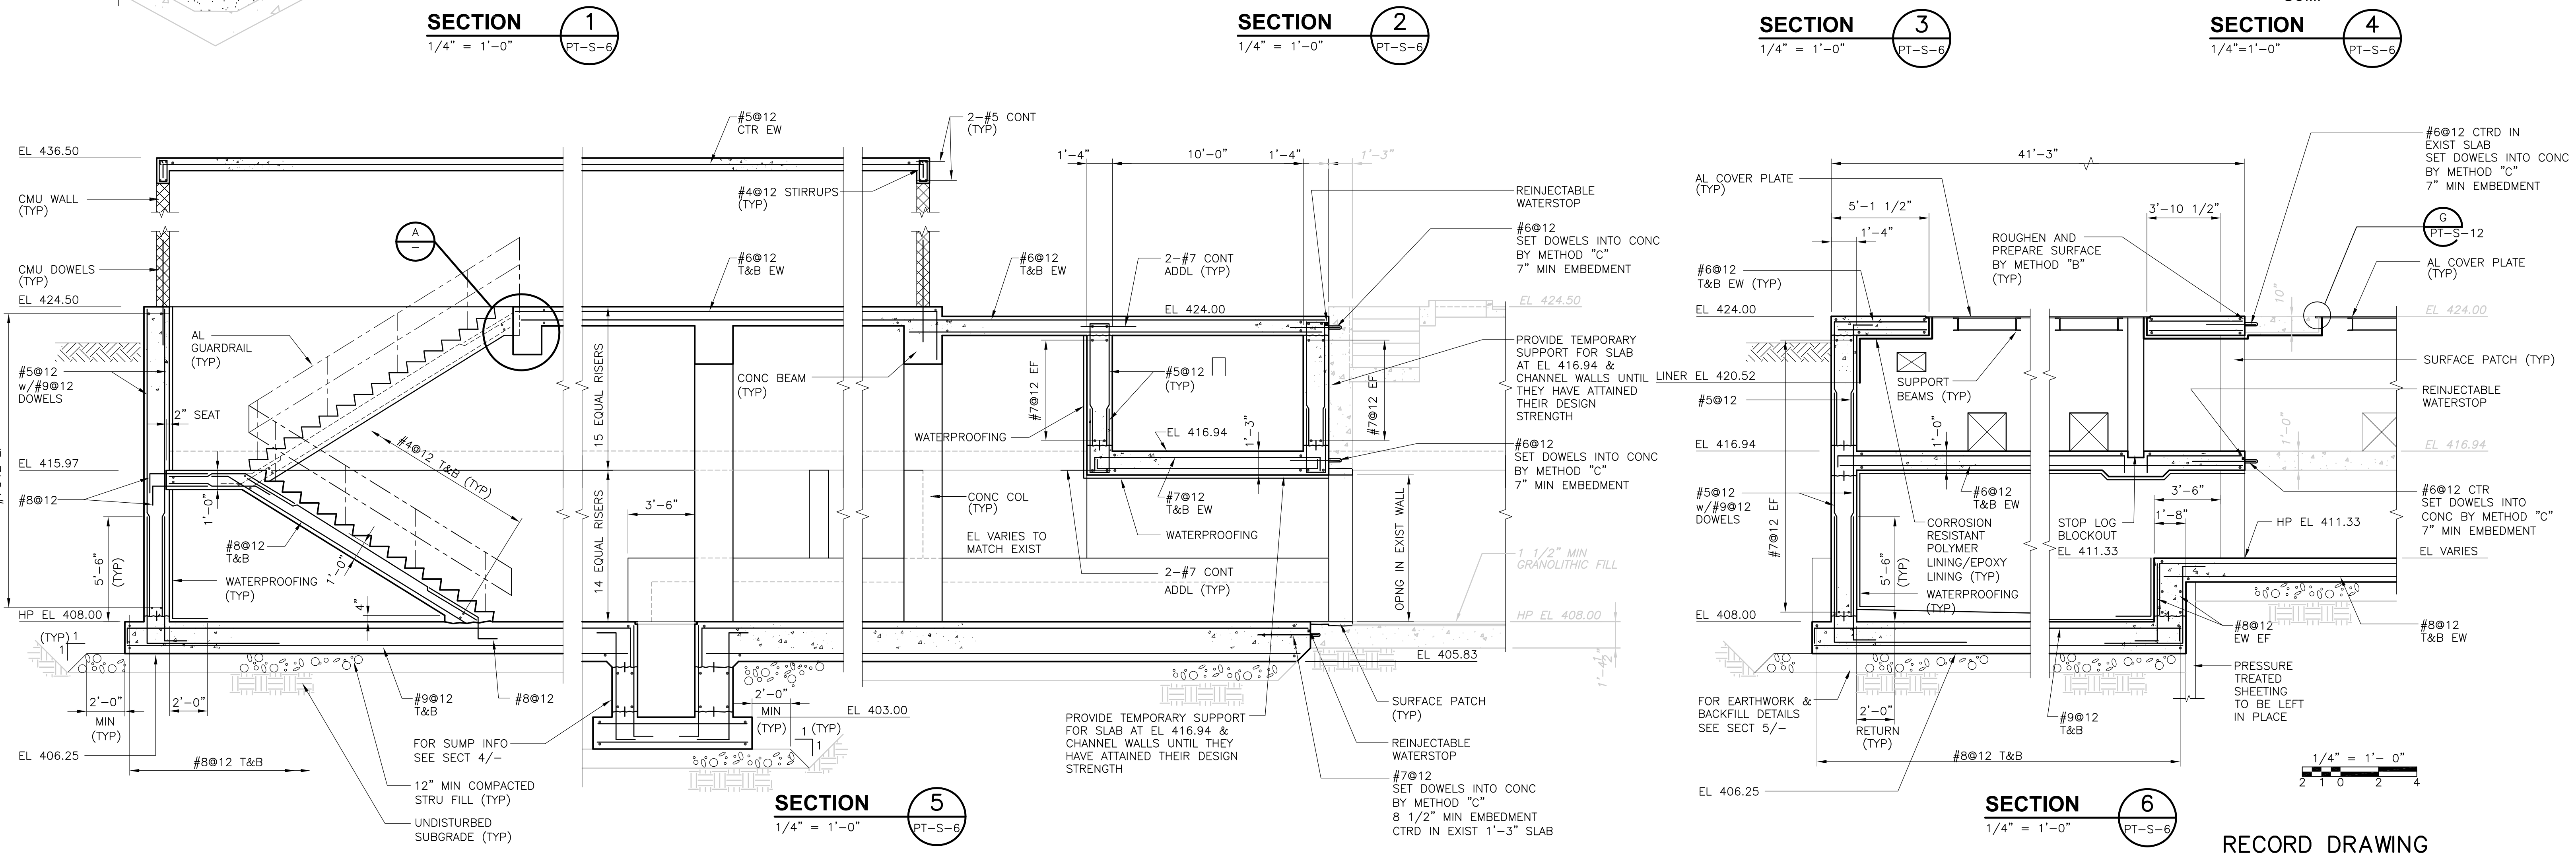 SECTION
1/4" = 1'-0"
1
PT-S-6
SECTION
1/4" = 1'-0"
2
PT-S-6
SECTION
1/4" = 1'-0"
3
PT-S-6
SECTION
1/4"=1'-0"
4
PT-S-6
EL 436.50
CMU WALL
(TYP)
CMU DOWELS
(TYP)
EL 424.50
AL
GUARDRAIL
(TYP)
#5@12
w/#9@12
DOWELS
2" SEAT
EL 415.97
#8@12
5'-6"
(TYP)
1'-0"
WATERPROOFING
(TYP)
HP EL 408.00
(TYP)
1
1
2'-0"
MIN
(TYP)
2'-0"
EL 406.25
#8@12 T&B
A
-
#4@12 T&B (TYP)
#8@12
T&B
1'-0"
4"
#9@12
T&B
#8@12
FOR SUMP INFO
SEE SECT 4/-
12" MIN COMPACTED
STRU FILL (TYP)
UNDISTURBED
SUBGRADE (TYP)
#5@12
CTR EW
2-#5 CONT
(TYP)
#4@12 STIRRUPS
(TYP)
#6@12
T&B EW
15 EQUAL RISERS
14 EQUAL RISERS
3'-6"
CONC BEAM
(TYP)
CONC COL
(TYP)
EL VARIES TO
MATCH EXIST
2'-0"
MIN
(TYP)
EL 403.00
1 (TYP)
1
SECTION
1/4" = 1'-0"
5
PT-S-6
1'-4"
10'-0"
1'-4"
1'-3"
#6@12
T&B EW
2-#7 CONT
ADDL (TYP)
EL 424.00
#7@12 EF
#5@12
(TYP)
#7@12 EF
WATERPROOFING
EL 416.94
1'-3"
#7@12
T&B EW
WATERPROOFING
2-#7 CONT
ADDL (TYP)
OPNG IN EXIST WALL
PROVIDE TEMPORARY SUPPORT
FOR SLAB AT EL 416.94 &
CHANNEL WALLS UNTIL THEY
HAVE ATTAINED THEIR DESIGN
STRENGTH
REINJECTABLE
WATERSTOP
#6@12
SET DOWELS INTO CONC
BY METHOD "C"
7" MIN EMBEDMENT
EL 424.50
PROVIDE TEMPORARY
SUPPORT FOR SLAB
AT EL 416.94 &
CHANNEL WALLS UNTIL
THEY HAVE ATTAINED
THEIR DESIGN
STRENGTH
#6@12
SET DOWELS INTO CONC
BY METHOD "C"
7" MIN EMBEDMENT
1 1/2" MIN
GRANOLITHIC FILL
HP EL 408.00
EL 405.83
1'-4 1/2"
SURFACE PATCH
(TYP)
REINJECTABLE
WATERSTOP
#7@12
SET DOWELS INTO CONC
BY METHOD "C"
8 1/2" MIN EMBEDMENT
CTRD IN EXIST 1'-3" SLAB
41'-3"
AL COVER PLATE
(TYP)
5'-1 1/2"
1'-4"
3'-10 1/2"
#6@12
T&B EW (TYP)
ROUGHEN AND
PREPARE SURFACE
BY METHOD "B"
(TYP)
EL 424.00
LINER EL 420.52
#5@12
SUPPORT
BEAMS (TYP)
EL 416.94
1'-0"
#5@12
w/#9@12
DOWELS
#7@12 EF
5'-6"
(TYP)
#6@12
T&B EW
CORROSION
RESISTANT
POLYMER
LINING/EPOXY
LINING (TYP)
WATERPROOFING
(TYP)
STOP LOG
BLOCKOUT
EL 411.33
3'-6"
1'-8"
EL 408.00
FOR EARTHWORK &
BACKFILL DETAILS
SEE SECT 5/-
2'-0"
RETURN
(TYP)
#9@12
T&B
#8@12 T&B
EL 406.25
#6@12 CTRD IN
EXIST SLAB
SET DOWELS INTO CONC
BY METHOD "C"
7" MIN EMBEDMENT
G
PT-S-12
AL COVER PLATE
(TYP)
10"
EL 424.00
SURFACE PATCH (TYP)
REINJECTABLE
WATERSTOP
1'-0"
EL 416.94
#6@12 CTR
SET DOWELS INTO
CONC BY METHOD "C"
7" MIN EMBEDMENT
HP EL 411.33
EL VARIES
#8@12
EW EF
#8@12
T&B EW
PRESSURE
TREATED
SHEETING
TO BE LEFT
IN PLACE
SECTION
1/4" = 1'-0"
6
PT-S-6
1/4" = 1'- 0"
2 1 0 2 4
RECORD DRAWING